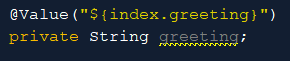 @Value("${index.greeting}")
private String greeting;